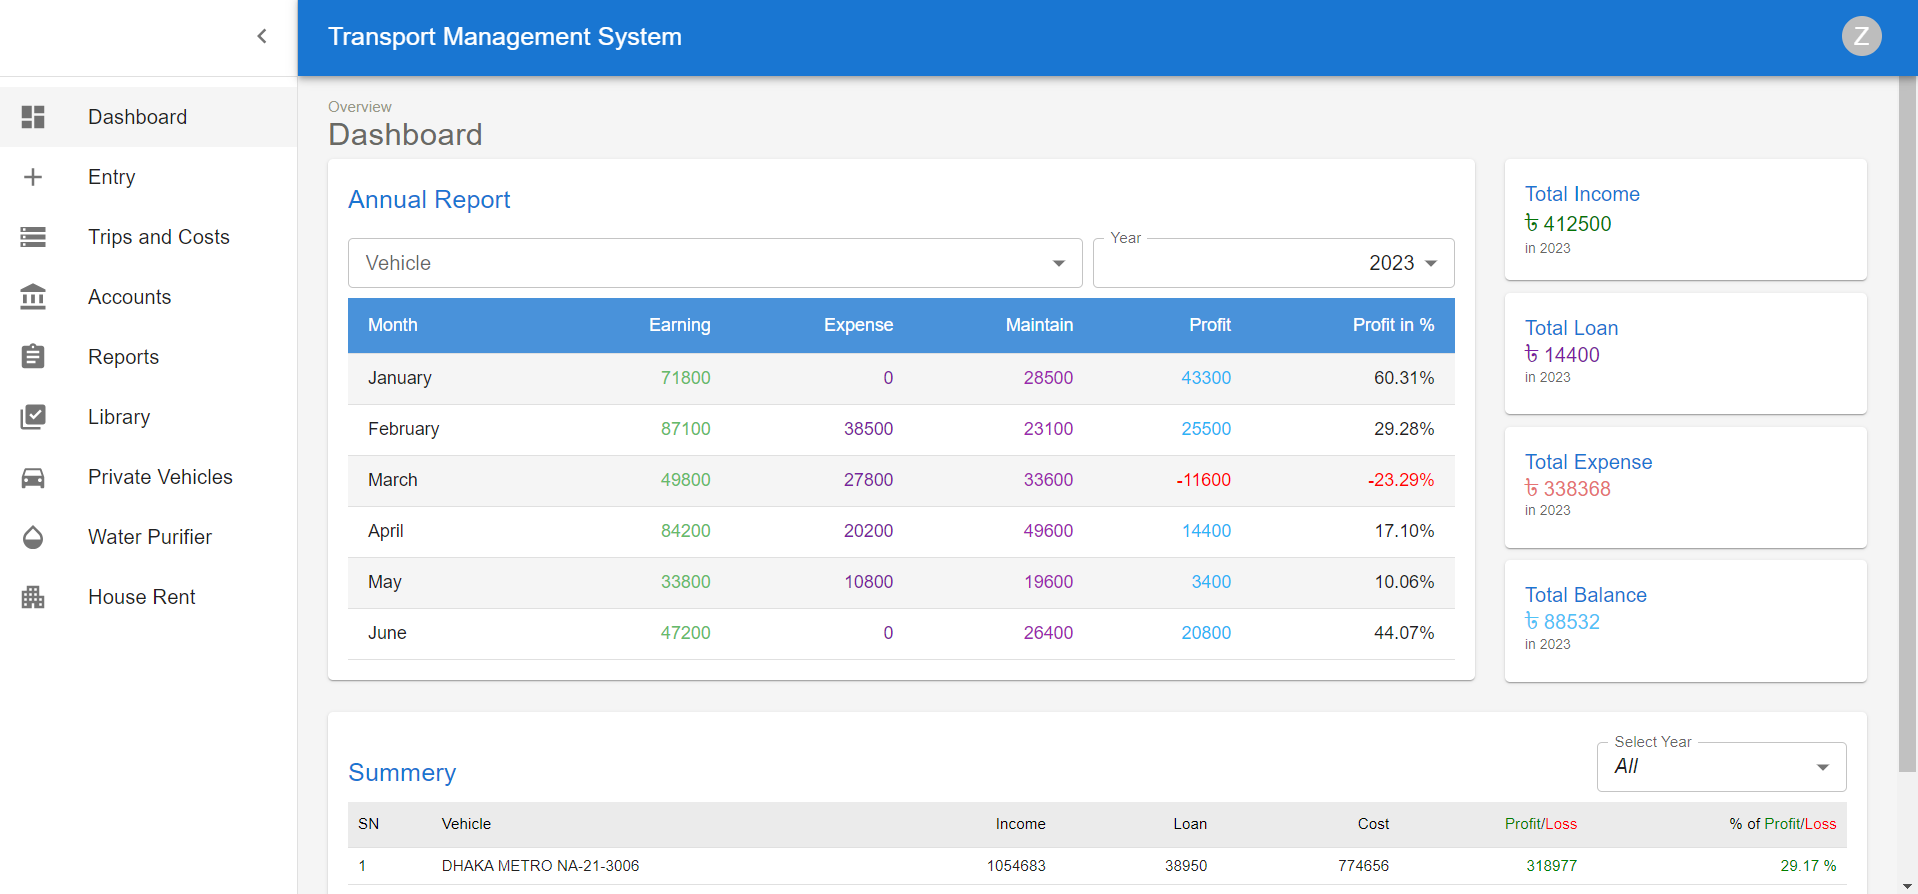 Transport Management System
Z
Dashboard
Entry
Trips and Costs
Accounts
Reports
Library
Private Vehicles
Water Purifier
House Rent
Overview
Dashboard
Annual Report
Vehicle
Year
2023
Month Earning Expense Maintain Profit Profit in %
January 71800 0 28500 43300 60.31%
February 87100 38500 23100 25500 29.28%
March 49800 27800 33600 -11600 -23.29%
April 84200 20200 49600 14400 17.10%
May 33800 10800 19600 3400 10.06%
June 47200 0 26400 20800 44.07%
Total Income
৳ 412500
in 2023
Total Loan
৳ 14400
in 2023
Total Expense
৳ 338368
in 2023
Total Balance
৳ 88532
in 2023
Summery
Select Year
All
SN Vehicle Income Loan Cost Profit/Loss % of Profit/Loss
1 DHAKA METRO NA-21-3006 1054683 38950 774656 318977 29.17 %